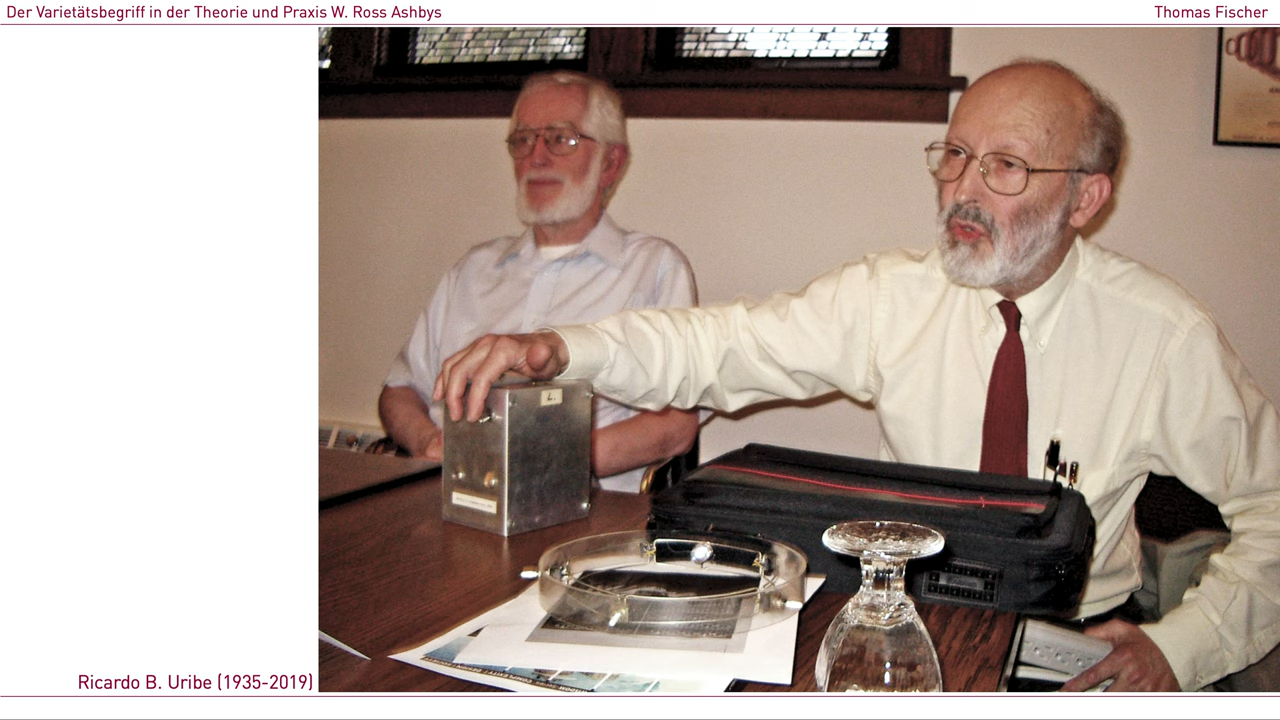 Der Varietätsbegriff in der Theorie und Praxis W. Ross Ashbys
Thomas Fischer
L.
Ricardo B. Uribe (1935-2019)